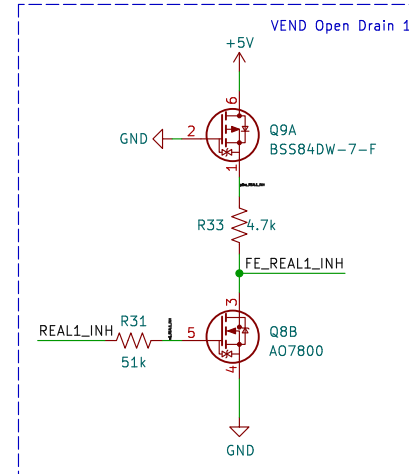 VEND Open Drain 1
+5V
6
Q9A
GND
2
BSS84DW-7-F
1
R33
4.7k
FE_REAL1_INH
3
REAL1_INH
R31
5
Q8B
51k
AO7800
4
GND